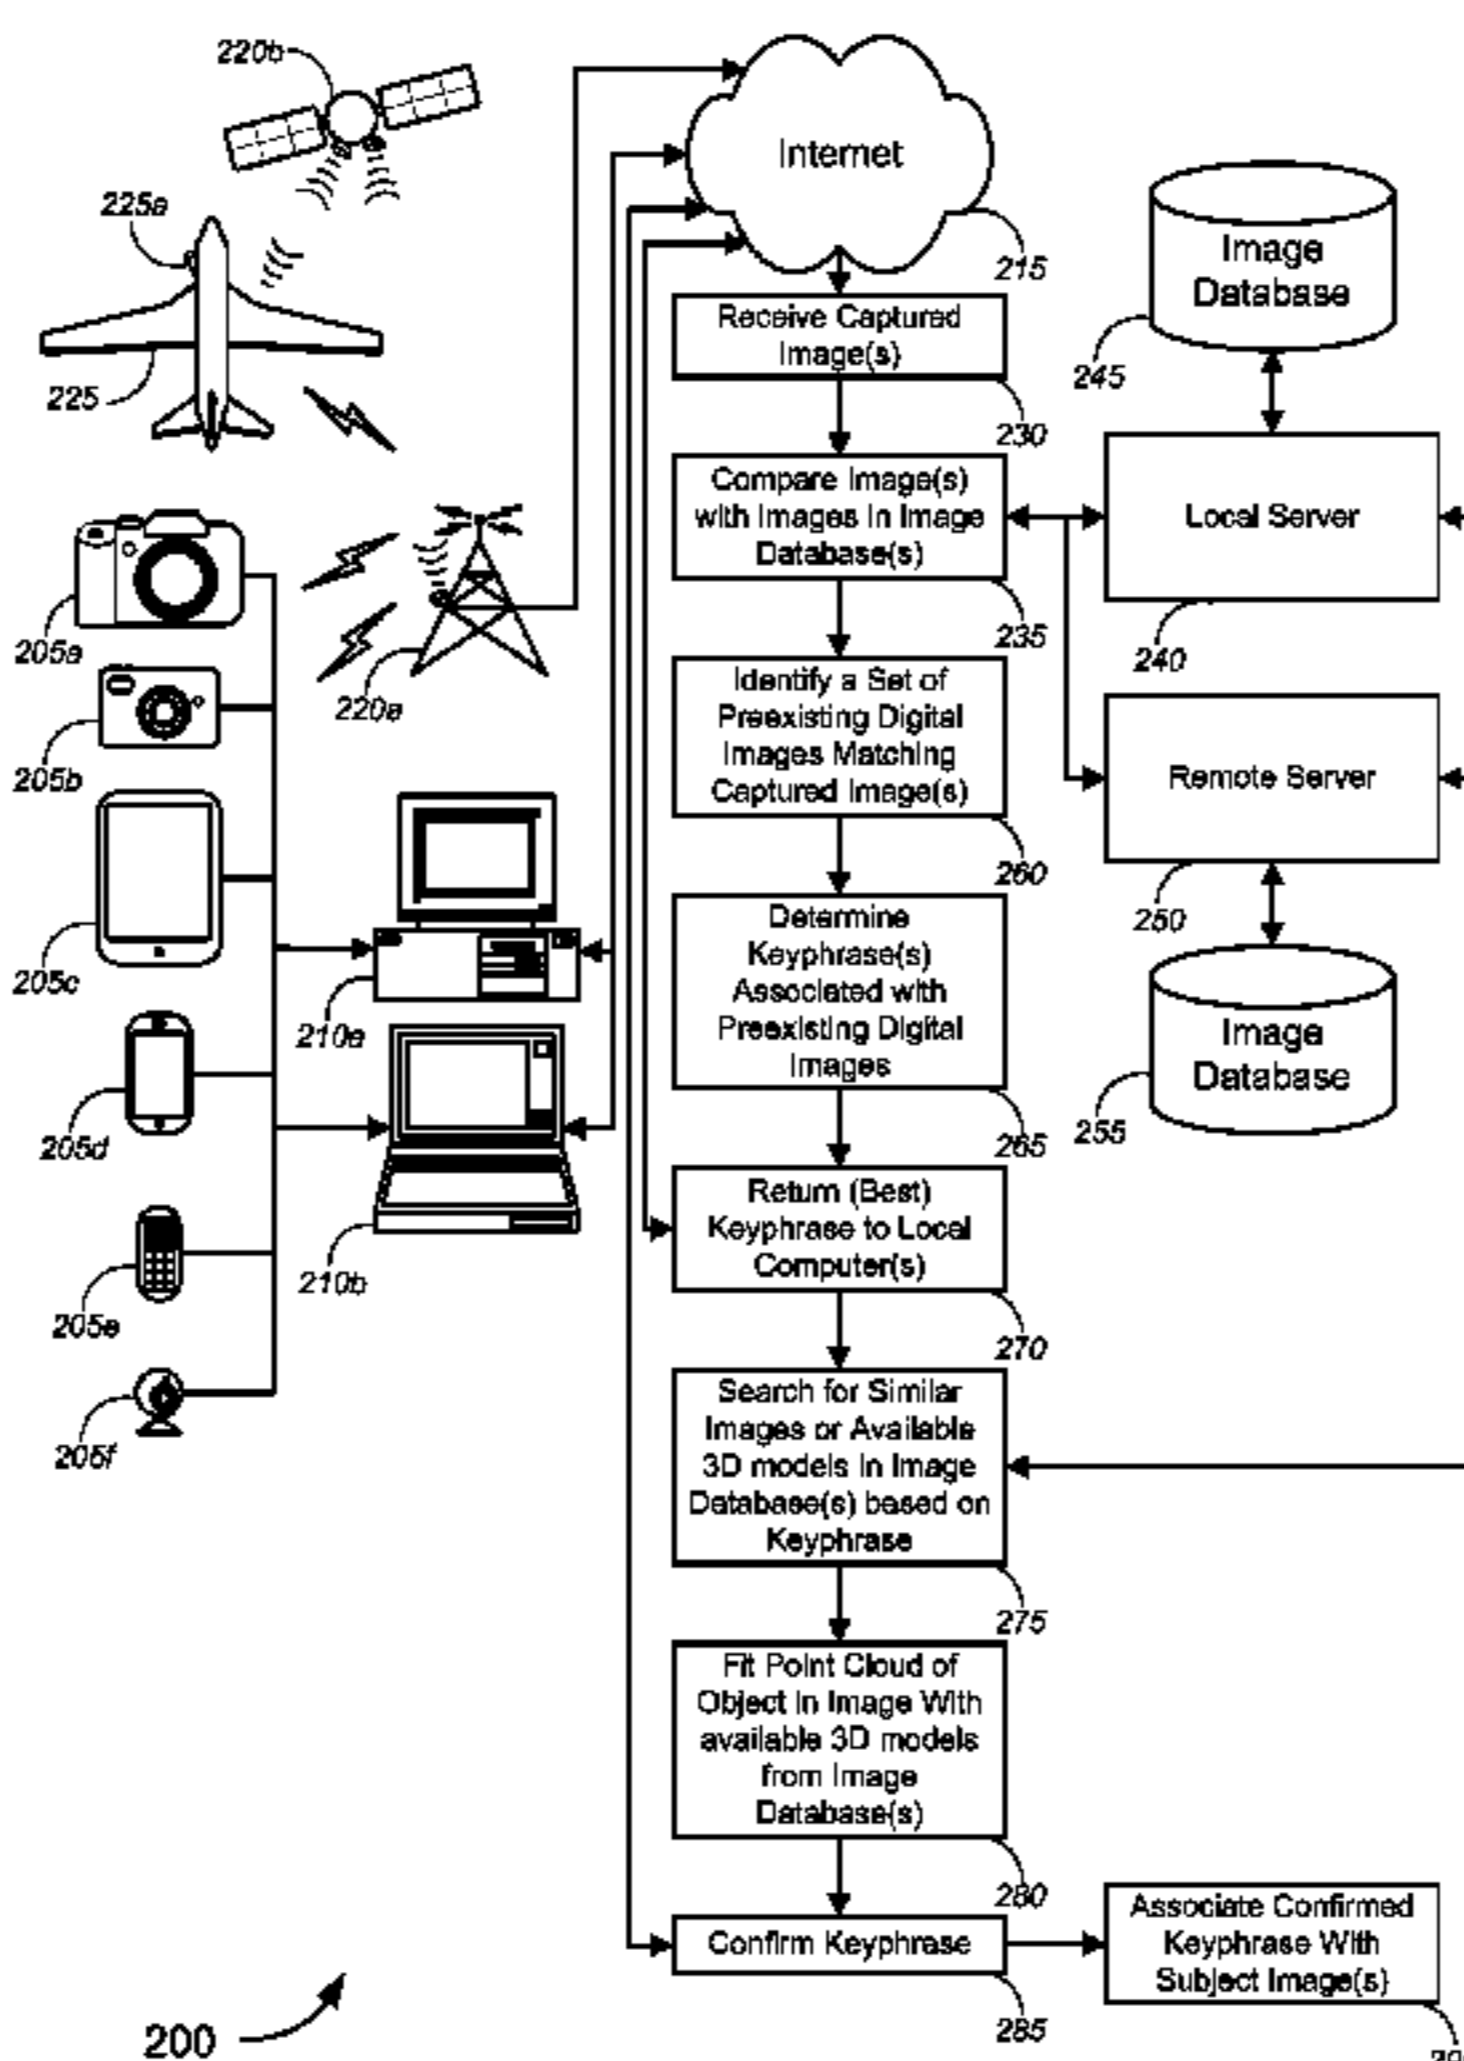 220b
225a
225
205a
205b
205c
205d
205e
205f
220a
210a
210b
200
Internet
215
Receive Captured
Image(s)
230
Compare Image(s)
with Images in Image
Database(s)
235
Identify a Set of
Preexisting Digital
Images Matching
Captured Image(s)
260
Determine
Keyphrase(s)
Associated with
Preexisting Digital
Images
265
Return (Best)
Keyphrase to Local
Computer(s)
270
Search for Similar
Images or Available
3D models in Image
Database(s) based on
Keyphrase
275
Fit Point Cloud of
Object in Image With
available 3D models
from Image
Database(s)
280
Confirm Keyphrase
285
Image
Database
245
Local Server
240
Remote Server
250
Image
Database
255
Associate Confirmed
Keyphrase With
Subject Image(s)